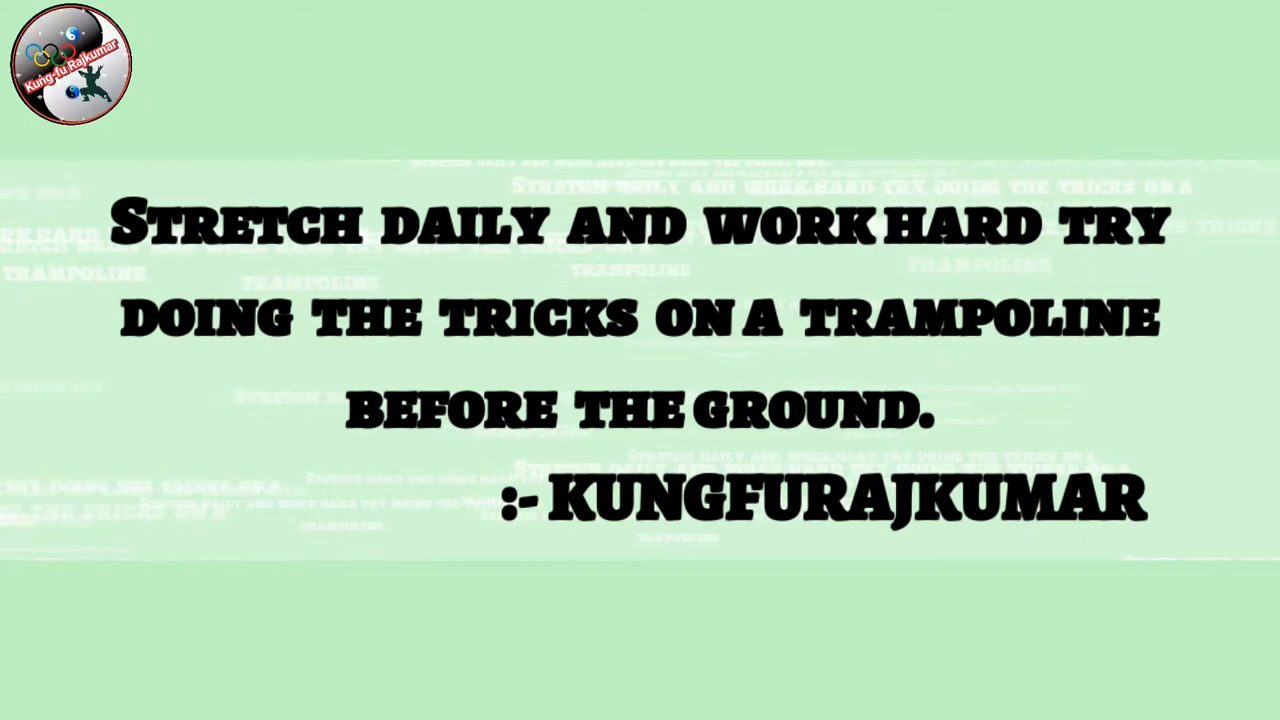 Kung-fu Rajkumar
STRETCH DAILY AND WORK HARD TRY
DOING THE TRICKS ON A TRAMPOLINE
BEFORE THE GROUND.
:- KUNGFURAJKUMAR